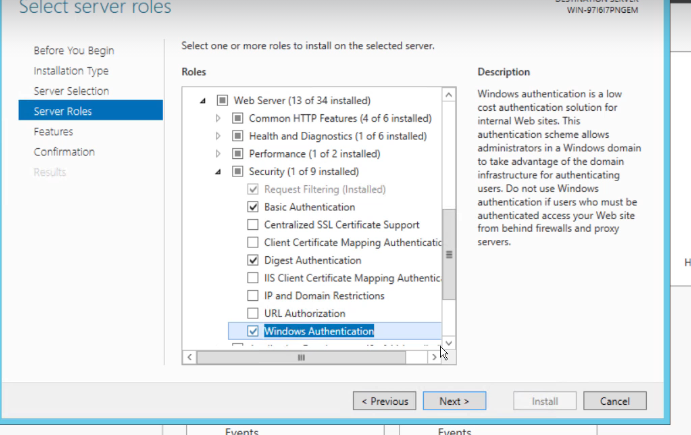 Select server roles
DESTINATION SERVER
WIN-97I6I7PNGEM
Before You Begin
Installation Type
Server Selection
Server Roles
Features
Confirmation
Results
Select one or more roles to install on the selected server.
Roles
Web Server (13 of 34 installed)
Common HTTP Features (4 of 6 installed)
Health and Diagnostics (1 of 6 installed)
Performance (1 of 2 installed)
Security (1 of 9 installed)
Request Filtering (Installed)
Basic Authentication
Centralized SSL Certificate Support
Client Certificate Mapping Authenticatic
Digest Authentication
IIS Client Certificate Mapping Authentic
IP and Domain Restrictions
URL Authorization
Windows Authentication
Description
Windows authentication is a low
cost authentication solution for
internal Web sites. This
authentication scheme allows
administrators in a Windows domain
to take advantage of the domain
infrastructure for authenticating
users. Do not use Windows
authentication if users who must be
authenticated access your Web site
from behind firewalls and proxy
servers.
H
< Previous
Next >
Install
Cancel
Events
Events